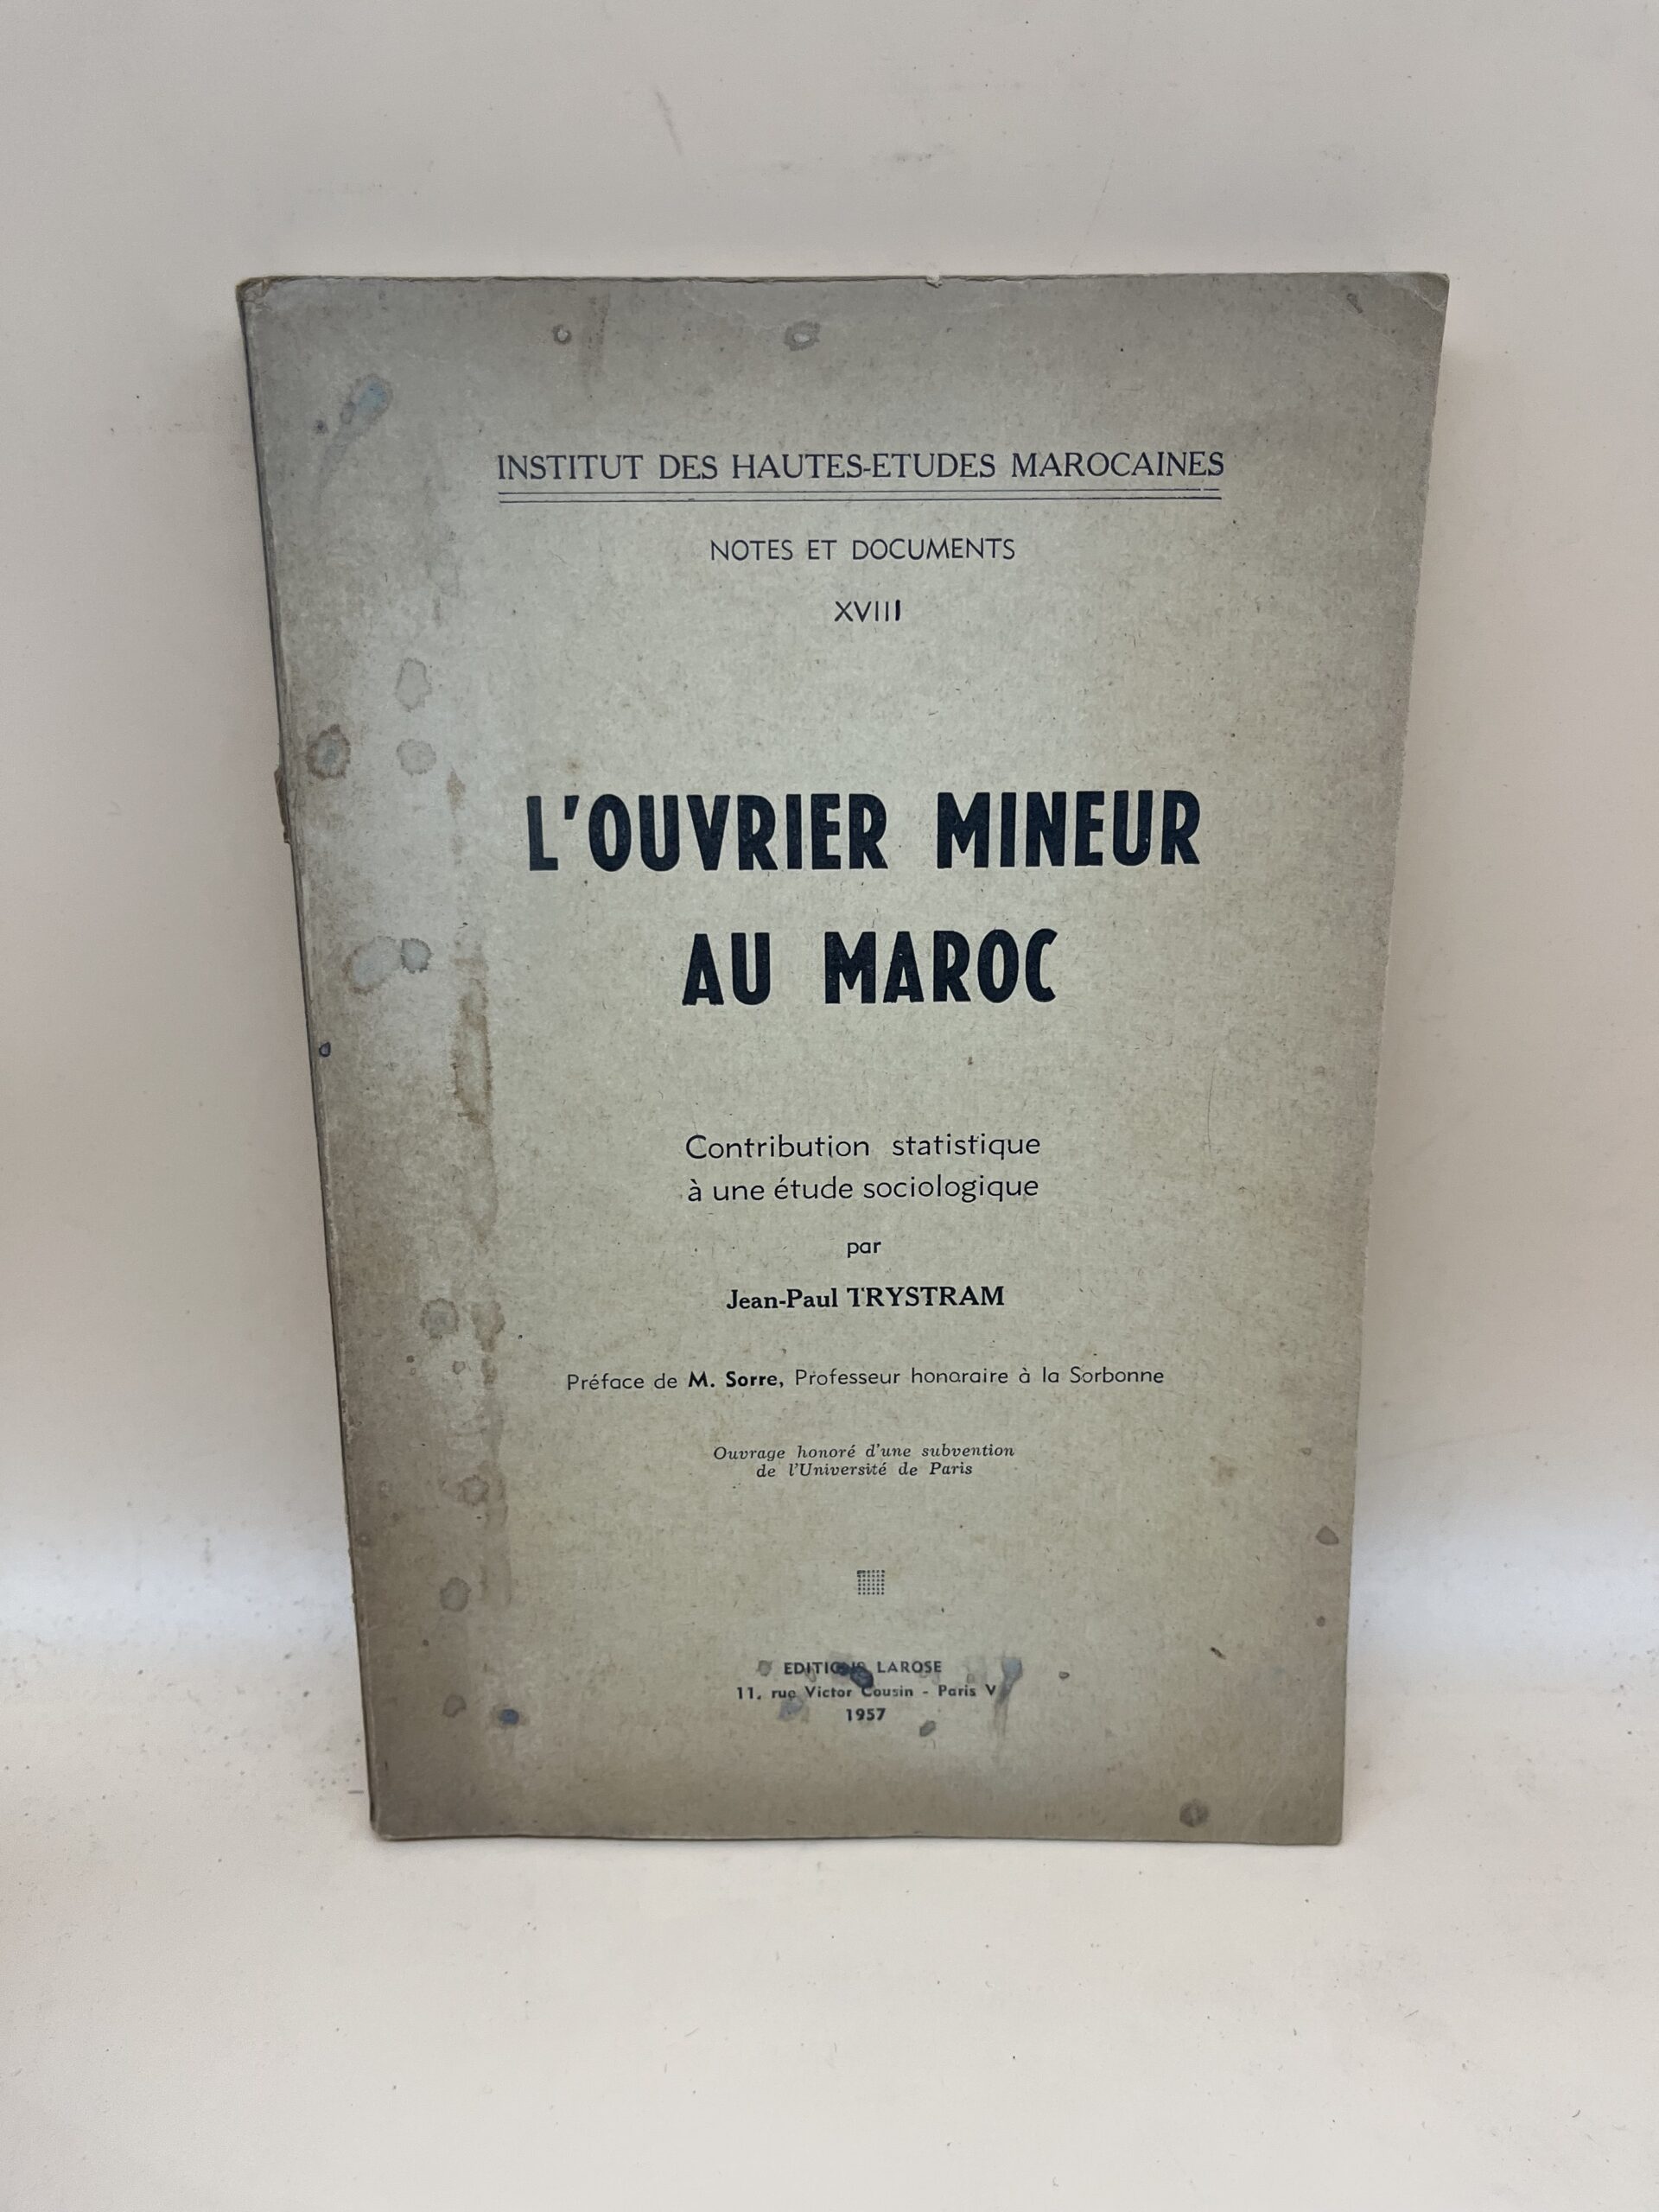 INSTITUT DES HAUTES-ETUDES MAROCAINES
NOTES ET DOCUMENTS
XVIII
L'OUVRIER MINEUR
AU MAROC
Contribution statistique
à une étude sociologique
par
Jean-Paul TRYSTRAM
Préface de M. Sorre, Professeur honoraire à la Sorbonne
Ouvrage honoré d'une subvention
de l'Université de Paris
EDITIONS LAROSE
11, rue Victor Cousin - Paris V
1957